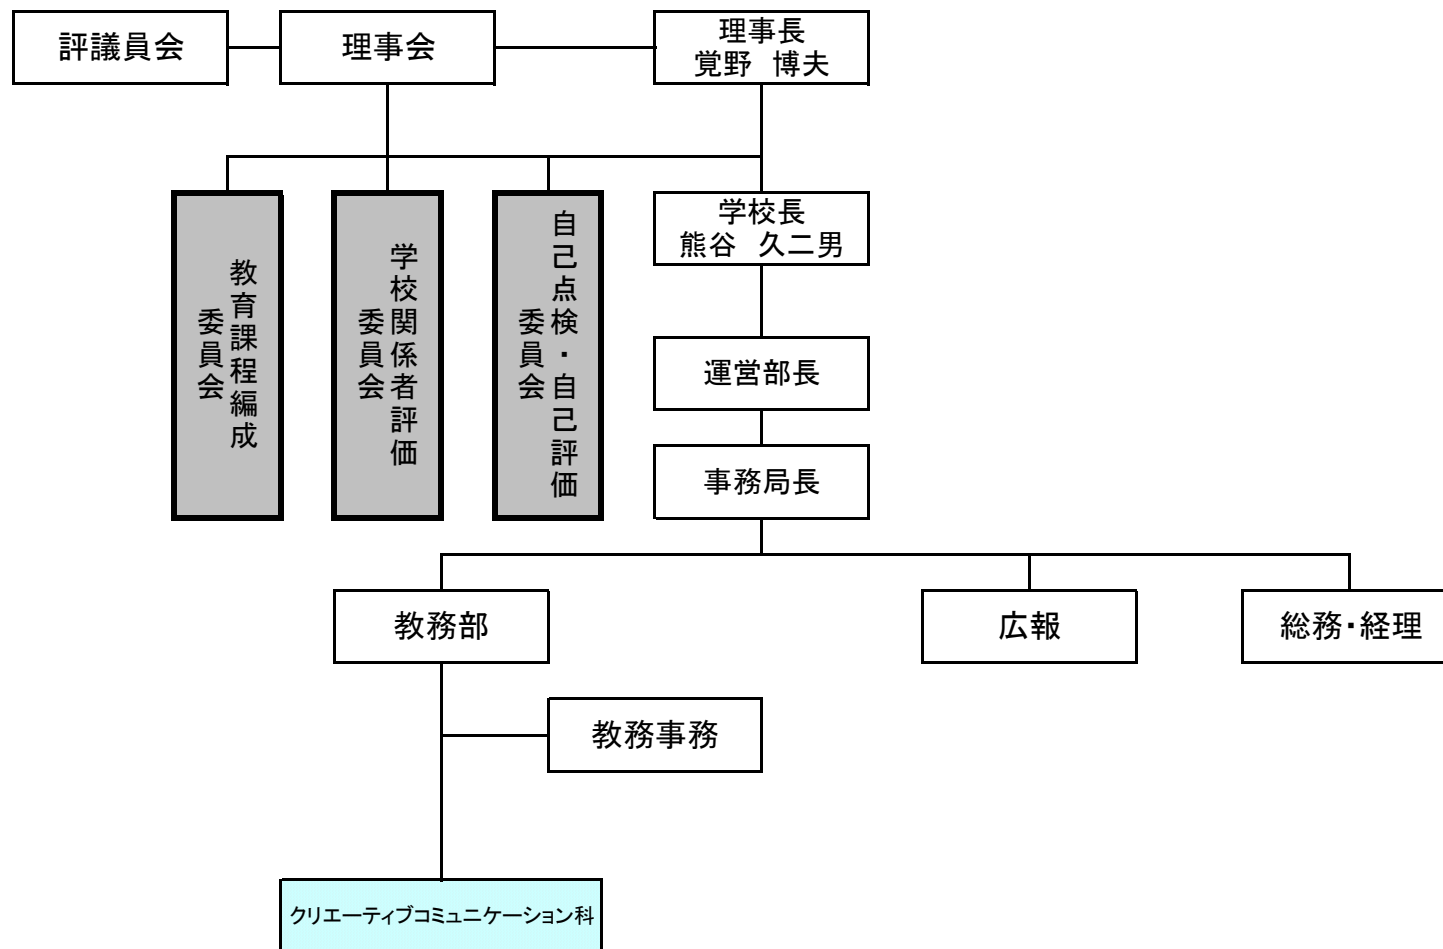 評議員会
理事会
理事長
覚野　博夫
教育課程編成
委員会
学校関係者評価
委員会
自己点検・自己評価
委員会
学校長
熊谷　久二男
運営部長
事務局長
教務部
広報
総務・経理
教務事務
クリエーティブコミュニケーション科